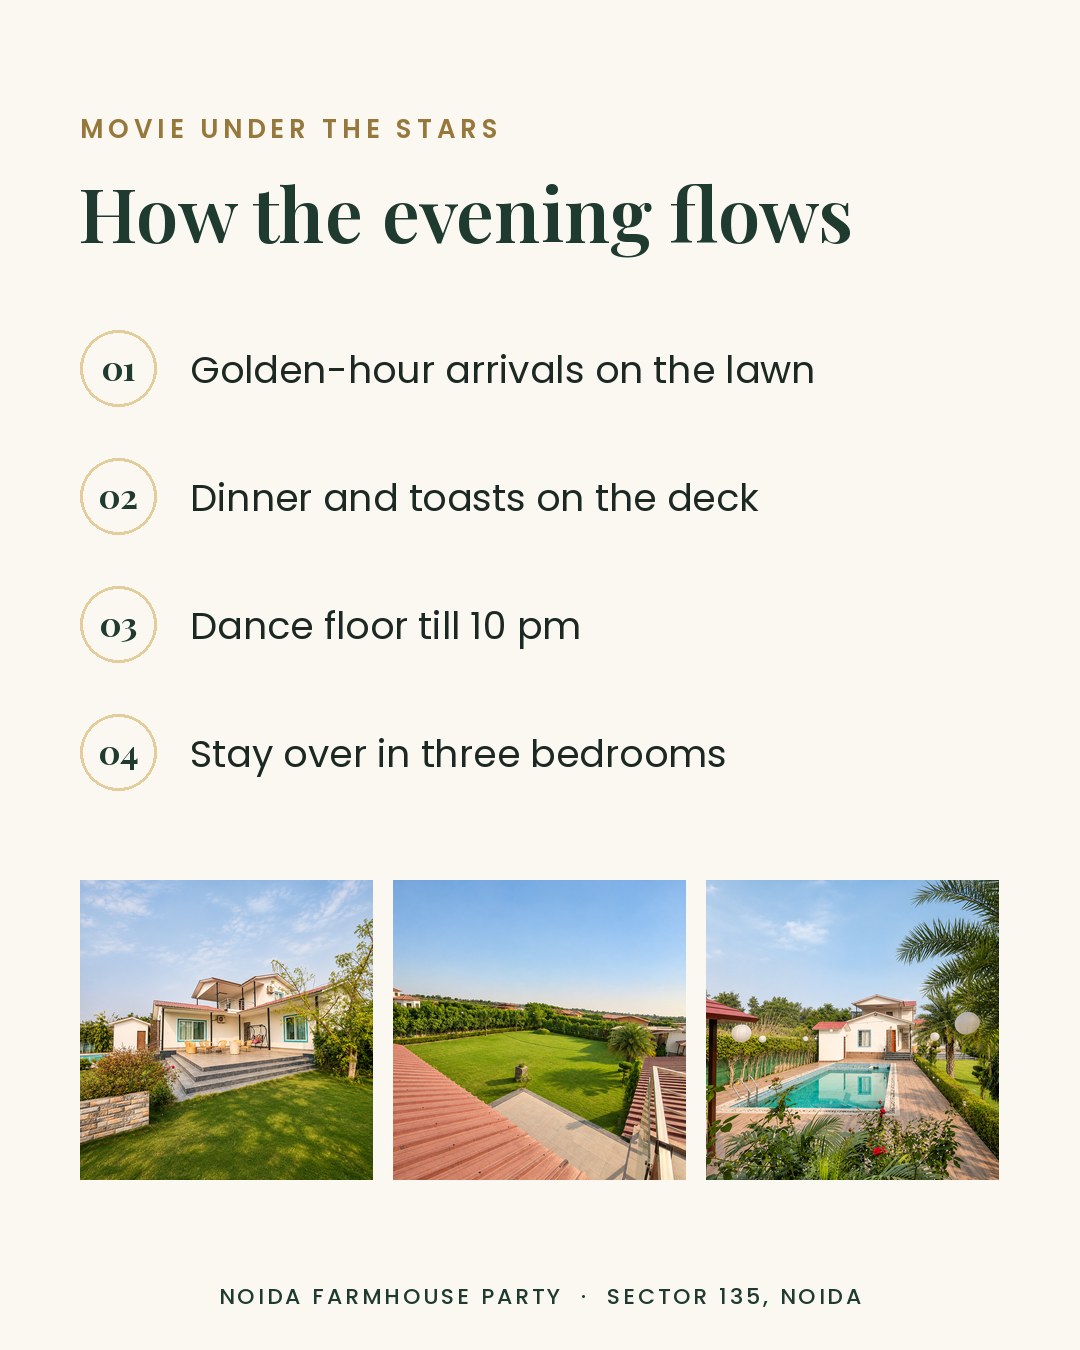 MOVIE UNDER THE STARS
How the evening flows
01 Golden-hour arrivals on the lawn
02 Dinner and toasts on the deck
03 Dance floor till 10 pm
04 Stay over in three bedrooms
NOIDA FARMHOUSE PARTY · SECTOR 135, NOIDA